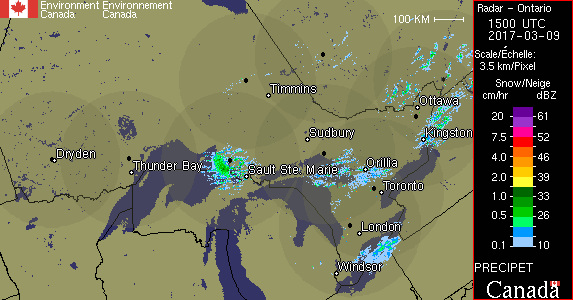 Environment Environnement
Canada Canada
100 KM
Radar - Ontario
1500 UTC
2017-03-09
Scale/Échelle:
3.5 km/Pixel
Snow/Neige
cm/hr dBZ
20 61
7.5 52
4.0 46
2.0 39
1.0 33
0.5 26
0.1 10
PRECIPET
Canada
Timmins
Ottawa
Sudbury
Kingston
Dryden
Thunder Bay
Sault Ste. Marie
Orillia
Toronto
London
Windsor